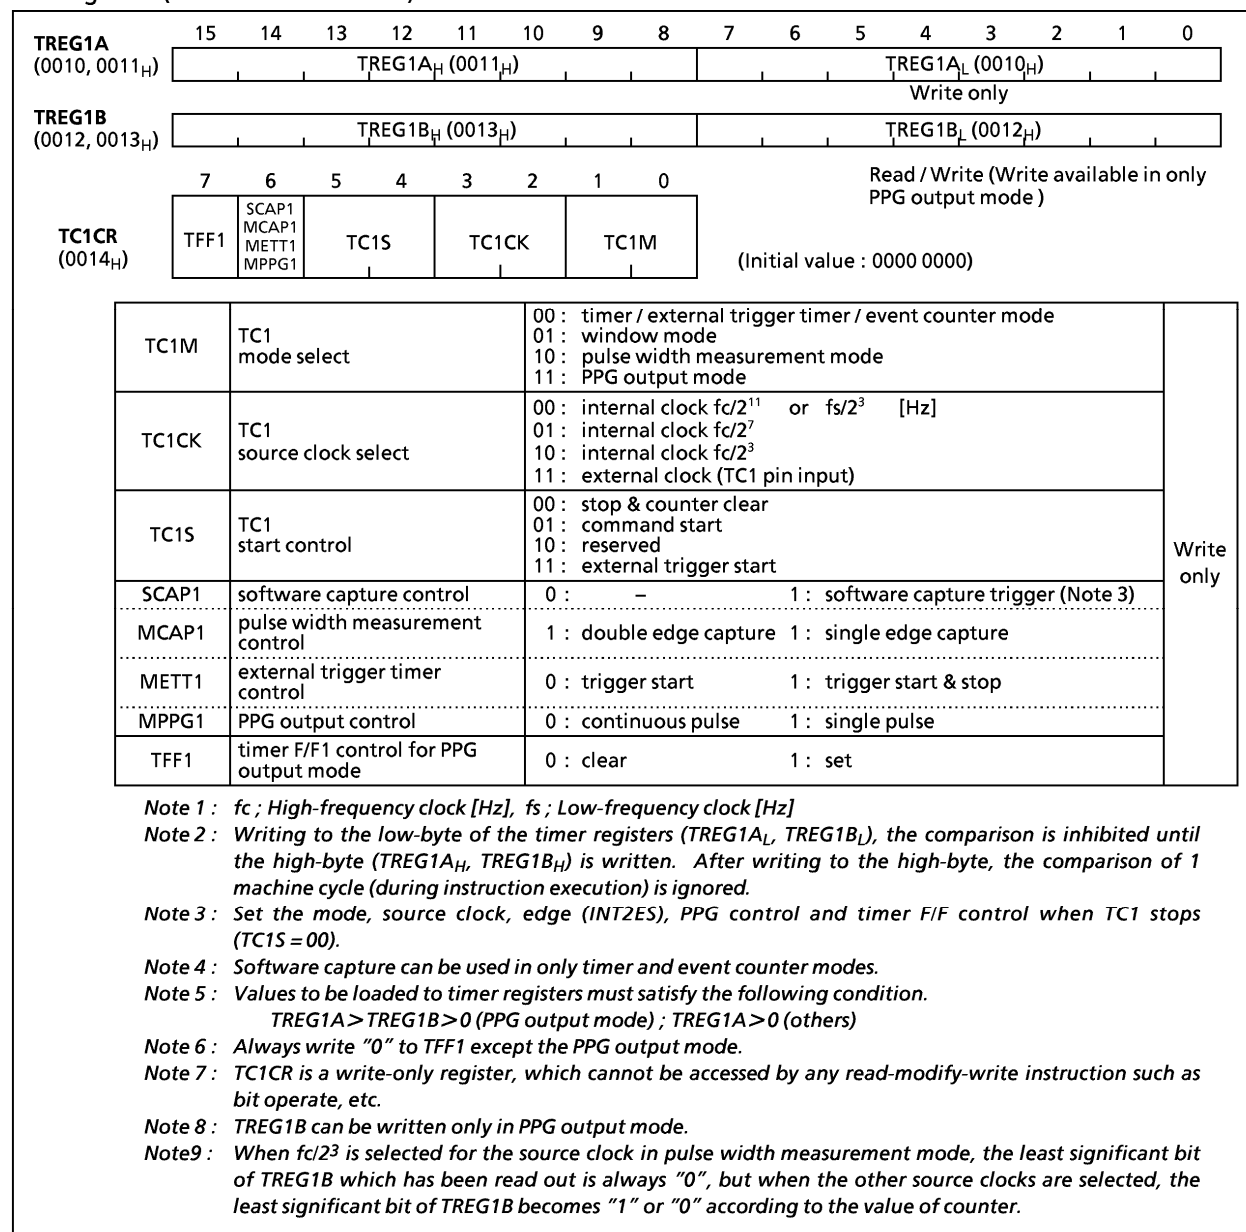 TREG1A
(0010, 0011H)
15 14 13 12 11 10 9 8 7 6 5 4 3 2 1 0
TREG1AH (0011H) TREG1AL (0010H)
Write only
TREG1B
(0012, 0013H)
TREG1BH (0013H) TREG1BL (0012H)
Read / Write (Write available in only
PPG output mode )
7 6 5 4 3 2 1 0
TC1CR
(0014H)
TFF1
SCAP1
MCAP1
METT1
MPPG1
TC1S TC1CK TC1M
(Initial value : 0000 0000)
TC1M
TC1
mode select
00 : timer / external trigger timer / event counter mode
01 : window mode
10 : pulse width measurement mode
11 : PPG output mode
TC1CK
TC1
source clock select
00 : internal clock fc/2¹¹ or fs/2³ [Hz]
01 : internal clock fc/2⁷
10 : internal clock fc/2³
11 : external clock (TC1 pin input)
TC1S
TC1
start control
00 : stop & counter clear
01 : command start
10 : reserved
11 : external trigger start
Write
only
SCAP1 software capture control 0 : – 1 : software capture trigger (Note 3)
MCAP1
pulse width measurement
control
1 : double edge capture 1 : single edge capture
METT1
external trigger timer
control
0 : trigger start 1 : trigger start & stop
MPPG1 PPG output control 0 : continuous pulse 1 : single pulse
TFF1
timer F/F1 control for PPG
output mode
0 : clear 1 : set
Note 1 : fc ; High-frequency clock [Hz], fs ; Low-frequency clock [Hz]
Note 2 : Writing to the low-byte of the timer registers (TREG1AL, TREG1BL), the comparison is inhibited until
the high-byte (TREG1AH, TREG1BH) is written. After writing to the high-byte, the comparison of 1
machine cycle (during instruction execution) is ignored.
Note 3 : Set the mode, source clock, edge (INT2ES), PPG control and timer F/F control when TC1 stops
(TC1S = 00).
Note 4 : Software capture can be used in only timer and event counter modes.
Note 5 : Values to be loaded to timer registers must satisfy the following condition.
TREG1A > TREG1B > 0 (PPG output mode) ; TREG1A > 0 (others)
Note 6 : Always write "0" to TFF1 except the PPG output mode.
Note 7 : TC1CR is a write-only register, which cannot be accessed by any read-modify-write instruction such as
bit operate, etc.
Note 8 : TREG1B can be written only in PPG output mode.
Note9 : When fc/2³ is selected for the source clock in pulse width measurement mode, the least significant bit
of TREG1B which has been read out is always "0", but when the other source clocks are selected, the
least significant bit of TREG1B becomes "1" or "0" according to the value of counter.